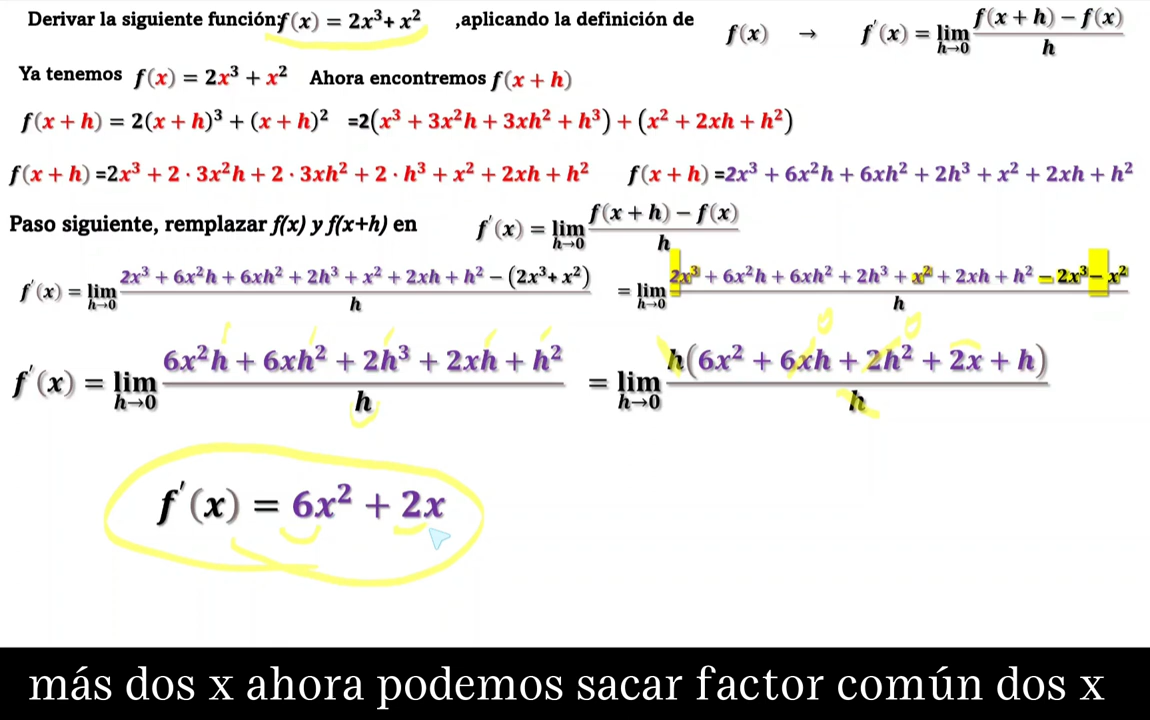 Derivar la siguiente función: f(x) = 2x³+ x² ,aplicando la definición de f(x) → f′(x) = lim h→0 (f(x + h) − f(x))/h
Ya tenemos f(x) = 2x³ + x² Ahora encontremos f(x + h)
f(x + h) = 2(x + h)³ + (x + h)² =2(x³ + 3x²h + 3xh² + h³) + (x² + 2xh + h²)
f(x + h) =2x³ + 2 · 3x²h + 2 · 3xh² + 2 · h³ + x² + 2xh + h² f(x + h) =2x³ + 6x²h + 6xh² + 2h³ + x² + 2xh + h²
Paso siguiente, remplazar f(x) y f(x+h) en f′(x) = lim h→0 (f(x + h) − f(x))/h
f′(x) = lim h→0 (2x³ + 6x²h + 6xh² + 2h³ + x² + 2xh + h² − (2x³+ x²))/h = lim h→0 (2x³ + 6x²h + 6xh² + 2h³ + x² + 2xh + h² − 2x³ − x²)/h
f′(x) = lim h→0 (6x²h + 6xh² + 2h³ + 2xh + h²)/h = lim h→0 h(6x² + 6xh + 2h² + 2x + h)/h
0 0
f′(x) = 6x² + 2x
más dos x ahora podemos sacar factor común dos x